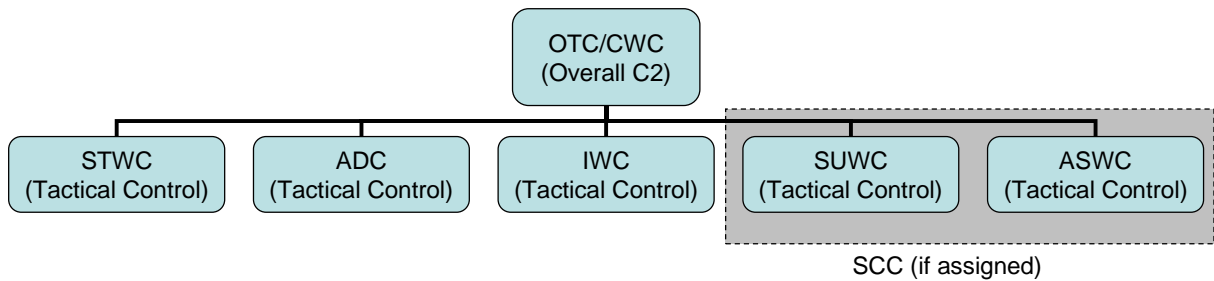 OTC/CWC
(Overall C2)
STWC
(Tactical Control)
ADC
(Tactical Control)
IWC
(Tactical Control)
SUWC
(Tactical Control)
ASWC
(Tactical Control)
SCC (if assigned)